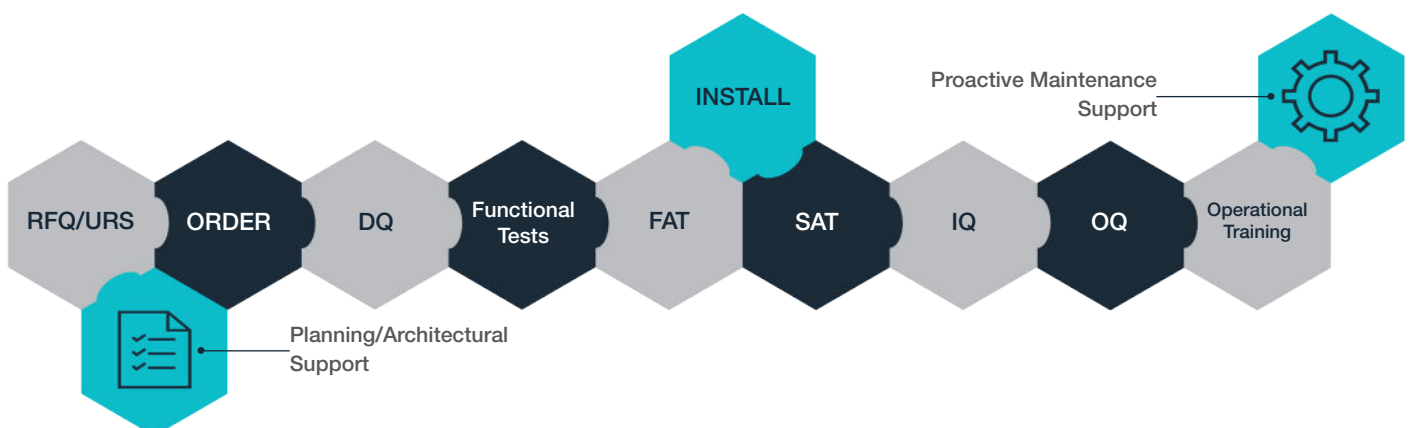 INSTALL
Proactive Maintenance
Support
RFQ/URS
ORDER
DQ
Functional
Tests
FAT
SAT
IQ
OQ
Operational
Training
Planning/Architectural
Support